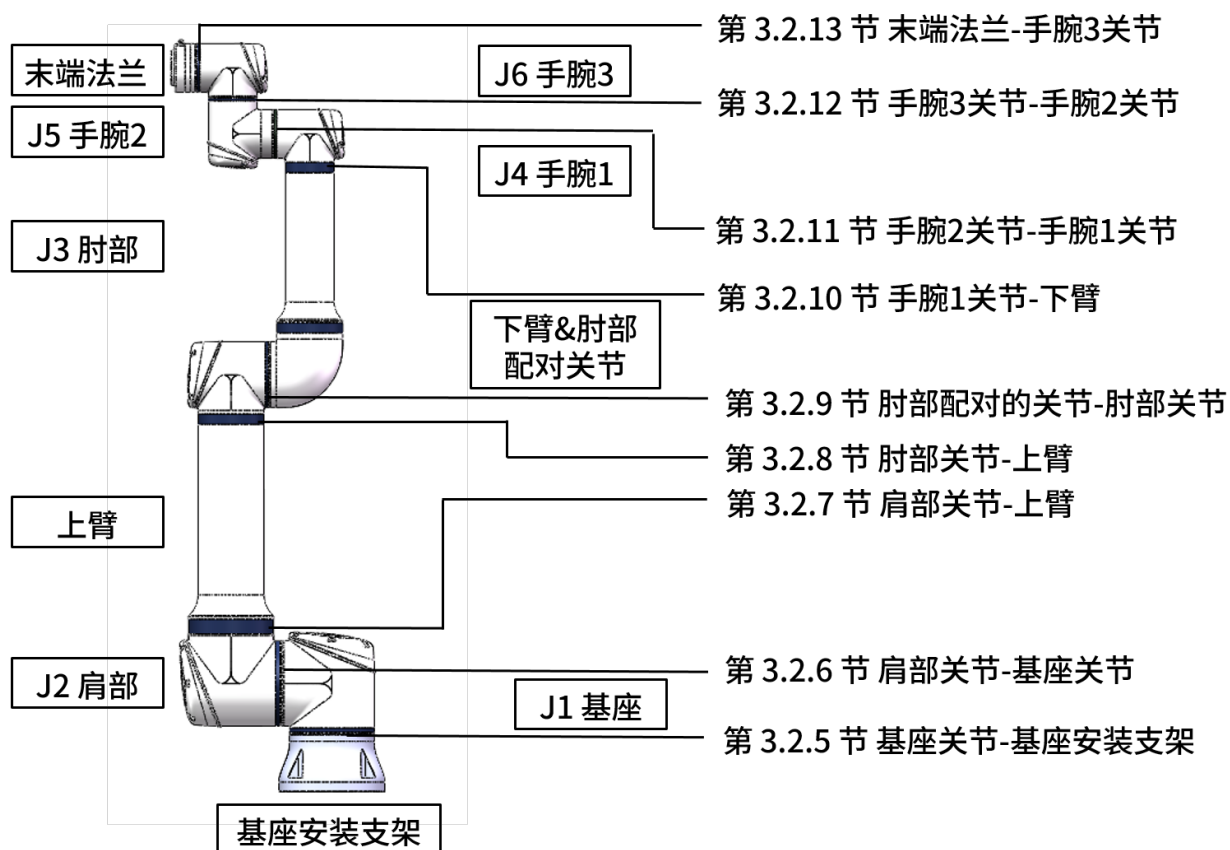 第 3.2.13 节 末端法兰-手腕3关节
末端法兰
J6 手腕3
第 3.2.12 节 手腕3关节-手腕2关节
J5 手腕2
J4 手腕1
第 3.2.11 节 手腕2关节-手腕1关节
J3 肘部
第 3.2.10 节 手腕1关节-下臂
下臂&肘部
配对关节
第 3.2.9 节 肘部配对的关节-肘部关节
第 3.2.8 节 肘部关节-上臂
第 3.2.7 节 肩部关节-上臂
上臂
第 3.2.6 节 肩部关节-基座关节
J2 肩部
J1 基座
第 3.2.5 节 基座关节-基座安装支架
基座安装支架